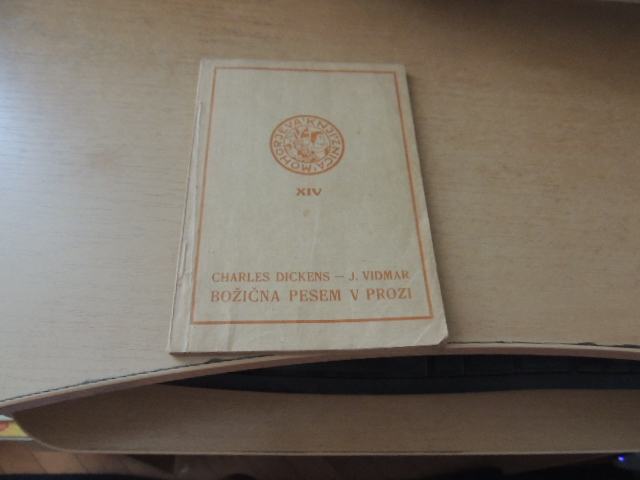 MOHORJEVA KNJIŽNICA
XIV
CHARLES DICKENS — J. VIDMAR
BOŽIČNA PESEM V PROZI